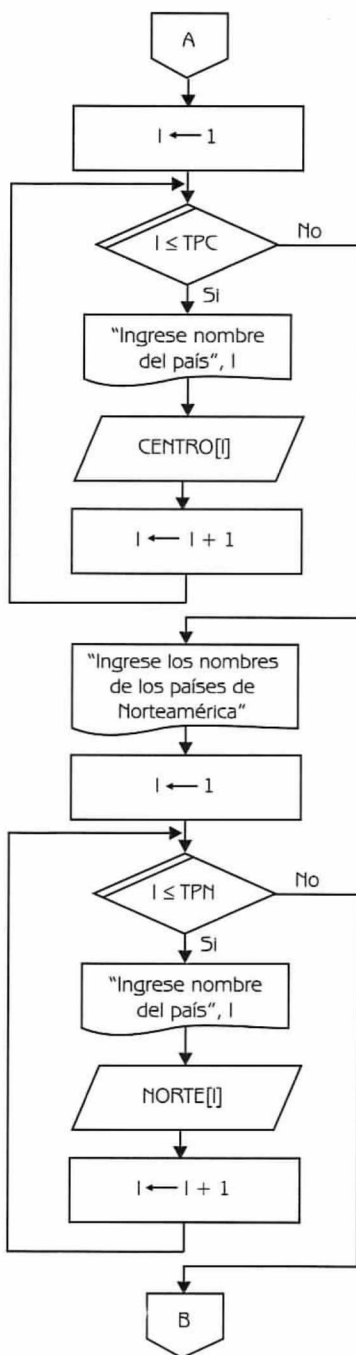 A
I ← 1
I ≤ TPC
No
Si
“Ingrese nombre
del país”, I
CENTRO[I]
I ← I + 1
“Ingrese los nombres
de los países de
Norteamérica”
I ← 1
I ≤ TPN
No
Si
“Ingrese nombre
del país”, I
NORTE[I]
I ← I + 1
B